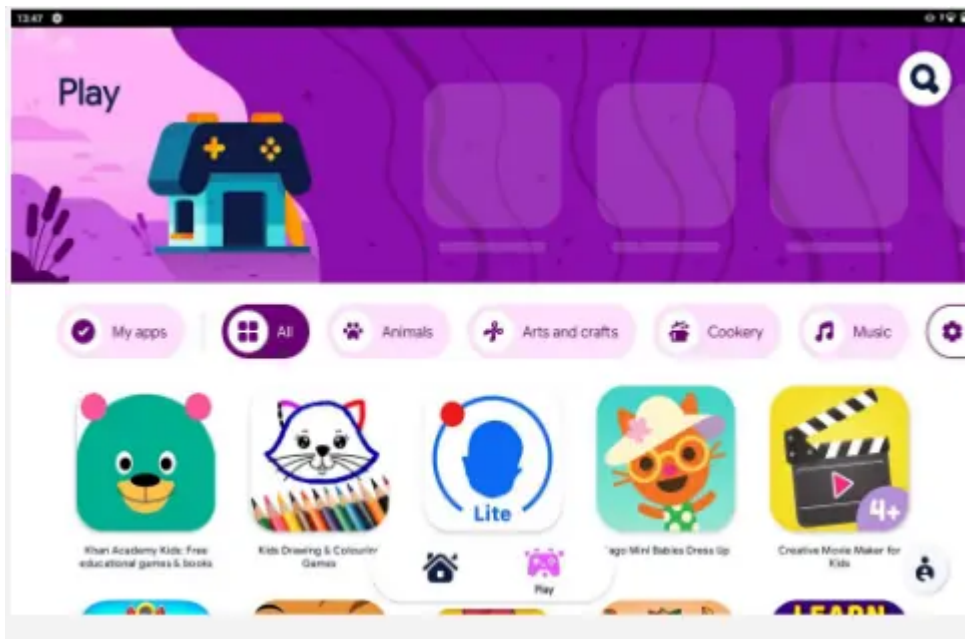 13:47
Play
My apps
All
Animals
Arts and crafts
Cookery
Music
Lite
4+
Khan Academy Kids: Free
educational games & books
Kids Drawing & Colouring
Games
ago Mini Babies Dress Up
Creative Movie Maker for
Kids
Play
LEARN